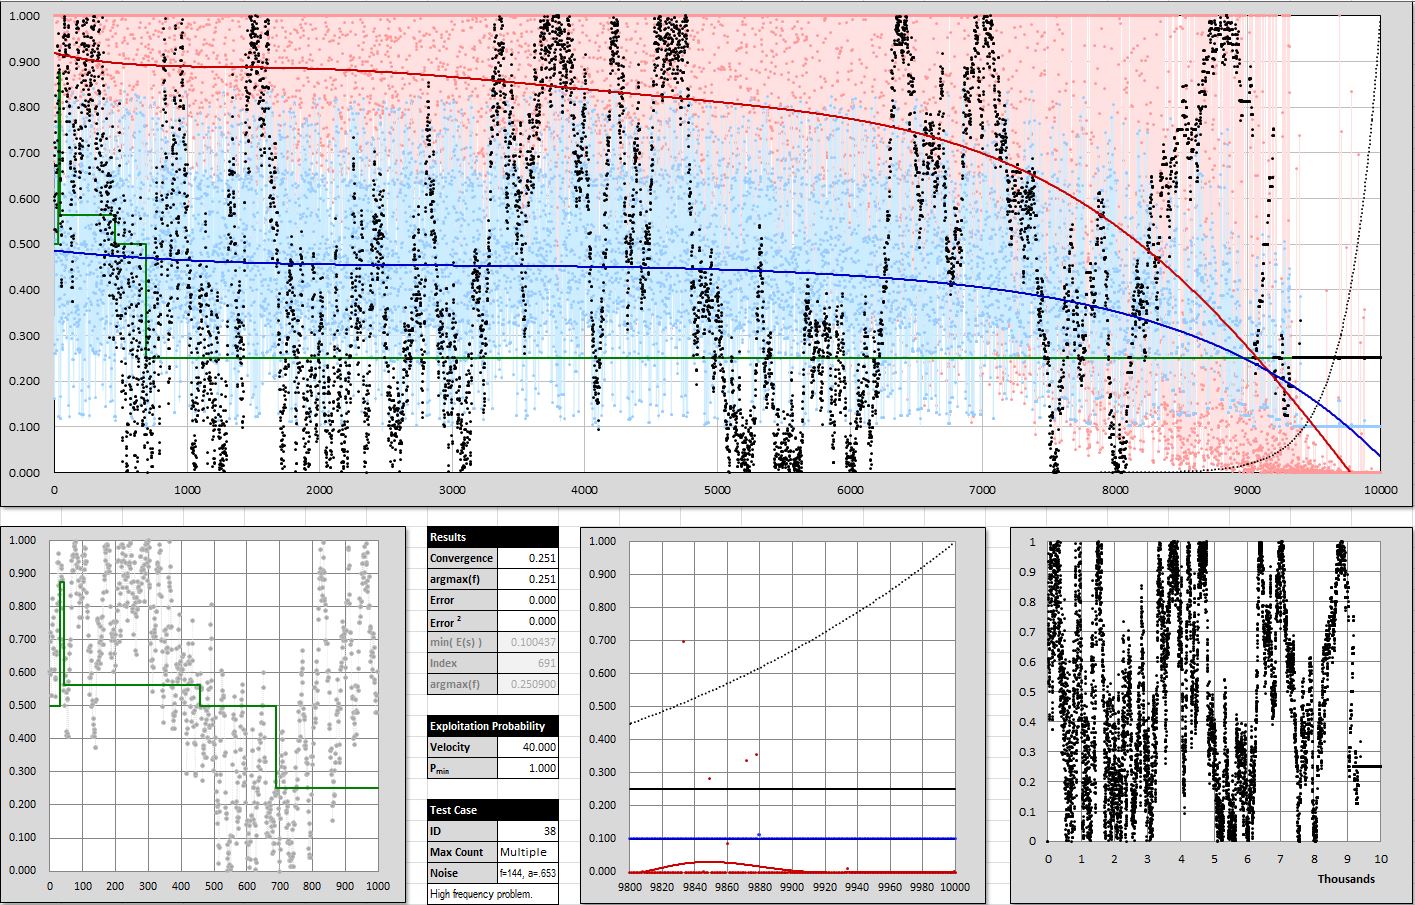 1.000
0.900
0.800
0.700
0.600
0.500
0.400
0.300
0.200
0.100
0.000
0 1000 2000 3000 4000 5000 6000 7000 8000 9000 10000
1.000
0.900
0.800
0.700
0.600
0.500
0.400
0.300
0.200
0.100
0.000
0 100 200 300 400 500 600 700 800 900 1000
Results
Convergence 0.251
argmax(f) 0.251
Error 0.000
Error 2 0.000
min( E(s) ) 0.100437
Index 691
argmax(f) 0.250900
Exploitation Probability
Velocity 40.000
Pmin 1.000
Test Case
ID 38
Max Count Multiple
Noise f=144, a=.653
High frequency problem.
1.000
0.900
0.800
0.700
0.600
0.500
0.400
0.300
0.200
0.100
0.000
9800 9820 9840 9860 9880 9900 9920 9940 9960 9980 10000
1
0.9
0.8
0.7
0.6
0.5
0.4
0.3
0.2
0.1
0
0 1 2 3 4 5 6 7 8 9 10
Thousands